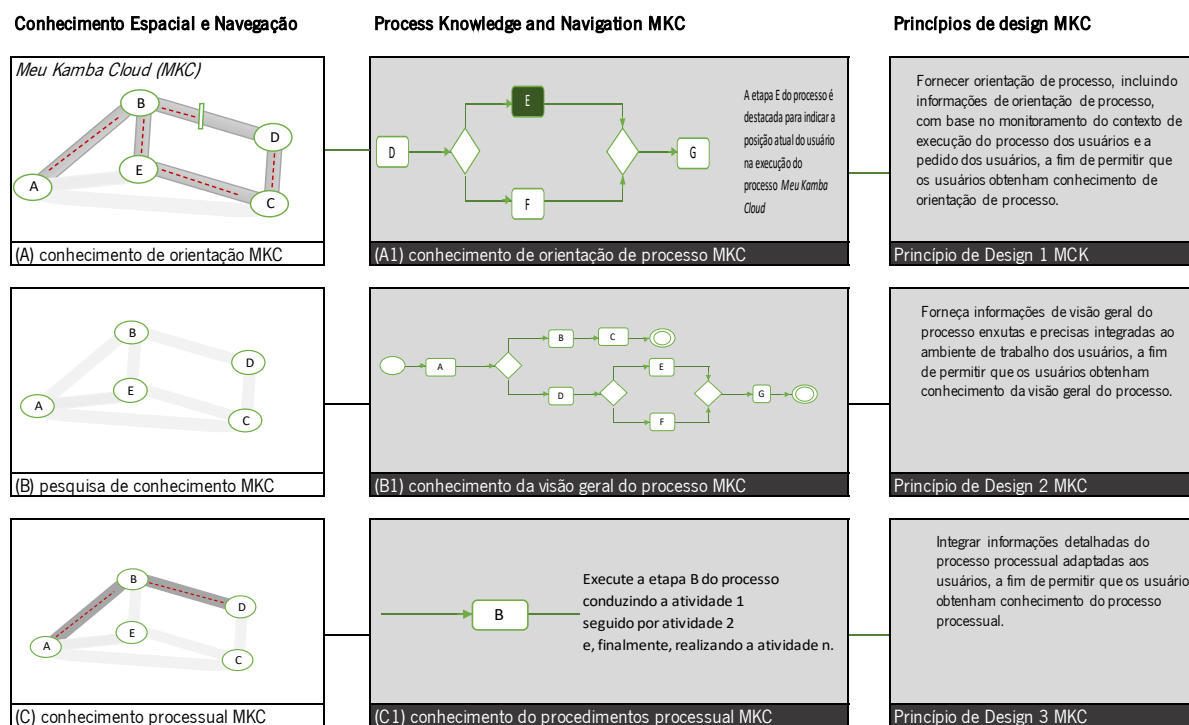 Conhecimento Espacial e Navegação
Process Knowledge and Navigation MKC
Princípios de design MKC
Meu Kamba Cloud (MKC)
B
D
E
A
C
(A) conhecimento de orientação MKC
E
D
G
F
A etapa E do processo é
destacada para indicar a
posição atual do usuário
na execução do
processo Meu Kamba
Cloud
(A1) conhecimento de orientação de processo MKC
Fornecer orientação de processo, incluindo
informações de orientação de processo,
com base no monitoramento do contexto de
execução do processo dos usuários e a
pedido dos usuários, a fim de permitir que
os usuários obtenham conhecimento de
orientação de processo.
Princípio de Design 1 MCK
B
D
E
A
C
(B) pesquisa de conhecimento MKC
B
C
A
E
D
G
F
(B1) conhecimento da visão geral do processo MKC
Forneça informações de visão geral do
processo enxutas e precisas integradas ao
ambiente de trabalho dos usuários, a fim
de permitir que os usuários obtenham
conhecimento da visão geral do processo.
Princípio de Design 2 MKC
B
D
E
A
C
(C) conhecimento processual MKC
B
Execute a etapa B do processo
conduzindo a atividade 1
seguido por atividade 2
e, finalmente, realizando a atividade n.
(C1) conhecimento do procedimentos processual MKC
Integrar informações detalhadas do
processo processual adaptadas aos
usuários, a fim de permitir que os usuário
obtenham conhecimento do processo
processual.
Princípio de Design 3 MKC